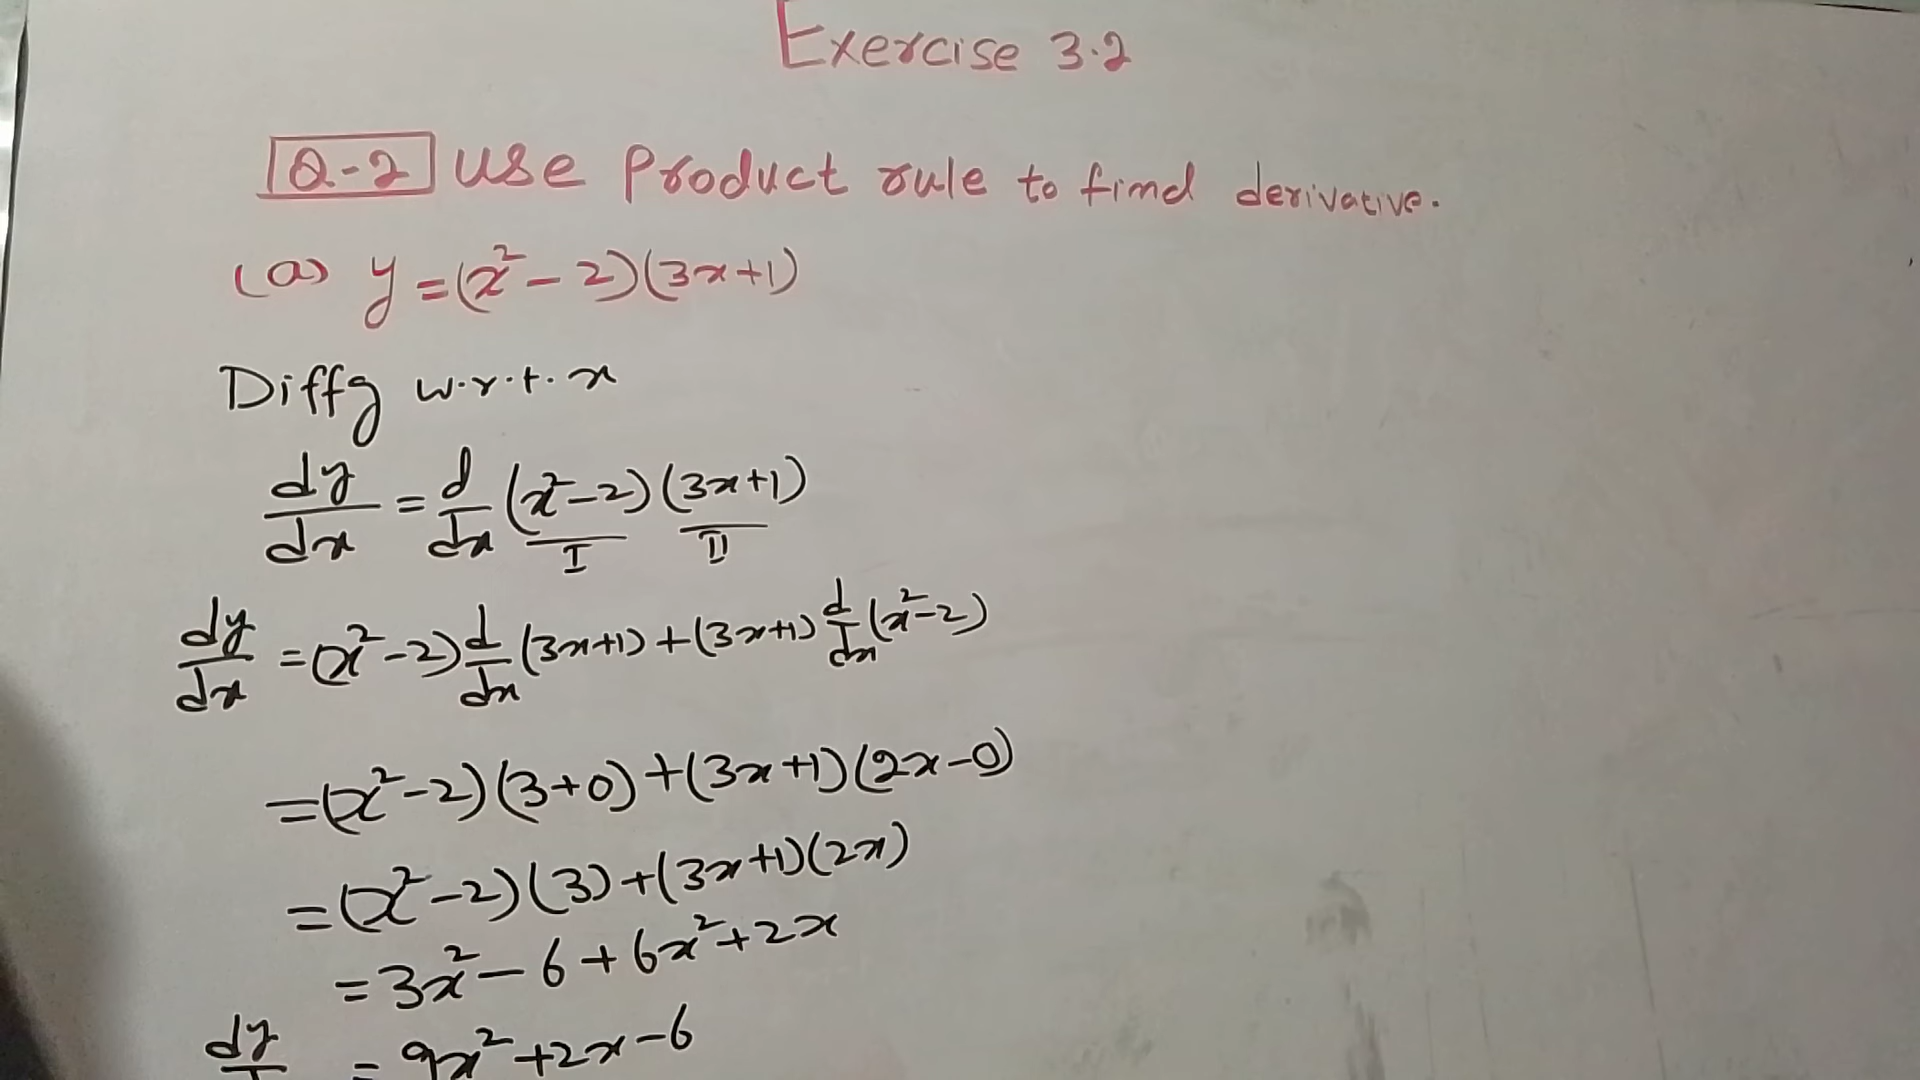 Exercise 3.2
Q-2 Use Product rule to find derivative.
(a) y = (x² - 2)(3x+1)
Diffg w.r.t. x
dy/dx = d/dx (x²-2) (3x+1)
I II
dy/dx = (x²-2) d/dx (3x+1) + (3x+1) d/dx (x²-2)
= (x²-2)(3+0) + (3x+1)(2x-0)
= (x²-2)(3) + (3x+1)(2x)
= 3x² - 6 + 6x² + 2x
dy = 9x² + 2x - 6